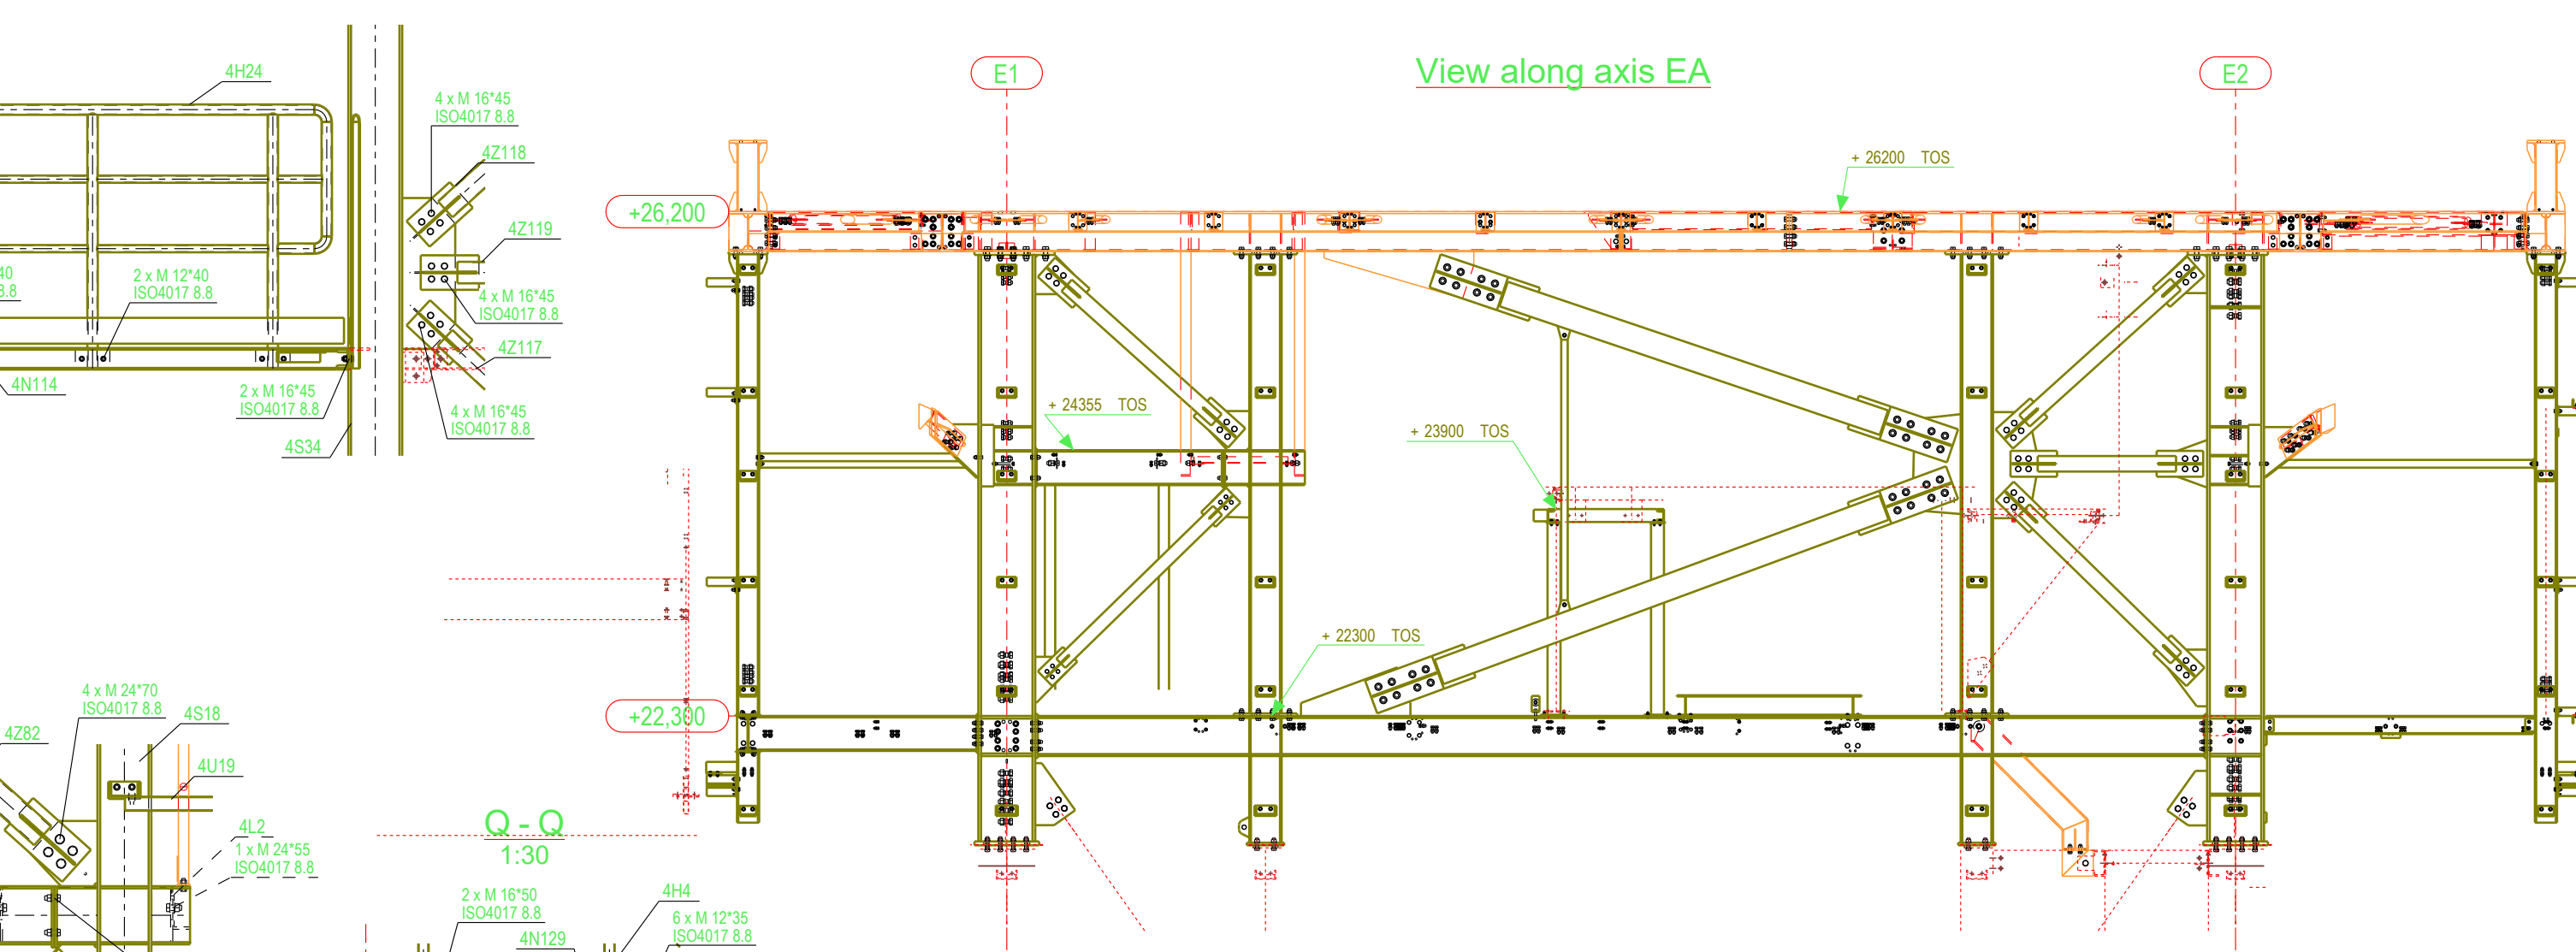 4H24
4 x M 16*45
ISO4017 8.8
4Z118
4Z119
40
8.8
2 x M 12*40
ISO4017 8.8
4 x M 16*45
ISO4017 8.8
4Z117
4N114
2 x M 16*45
ISO4017 8.8
4 x M 16*45
ISO4017 8.8
4S34
E1
View along axis EA
E2
+ 26200 TOS
+26,200
+ 24355 TOS
+ 23900 TOS
+ 22300 TOS
+22,300
4 x M 24*70
ISO4017 8.8
4S18
4Z82
4U19
4L2
1 x M 24*55
ISO4017 8.8
Q - Q
1:30
2 x M 16*50
ISO4017 8.8
4H4
6 x M 12*35
ISO4017 8.8
4N129